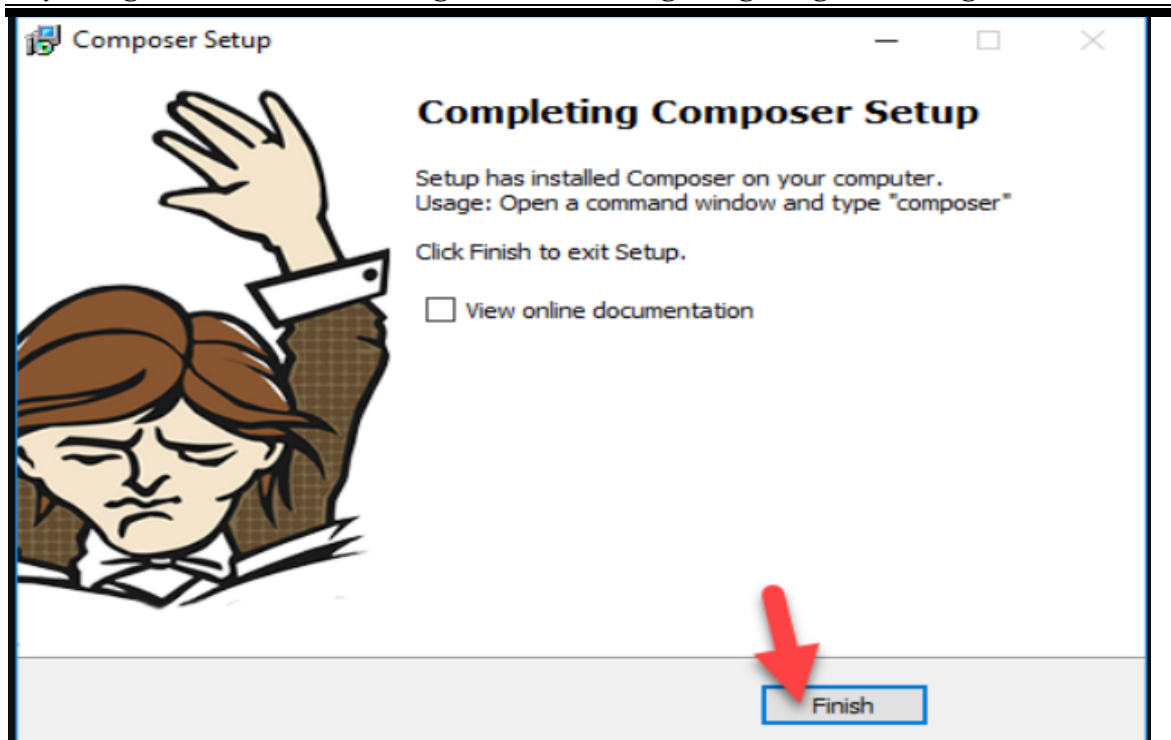 Composer Setup
Completing Composer Setup
Setup has installed Composer on your computer.
Usage: Open a command window and type "composer"
Click Finish to exit Setup.
View online documentation
Finish